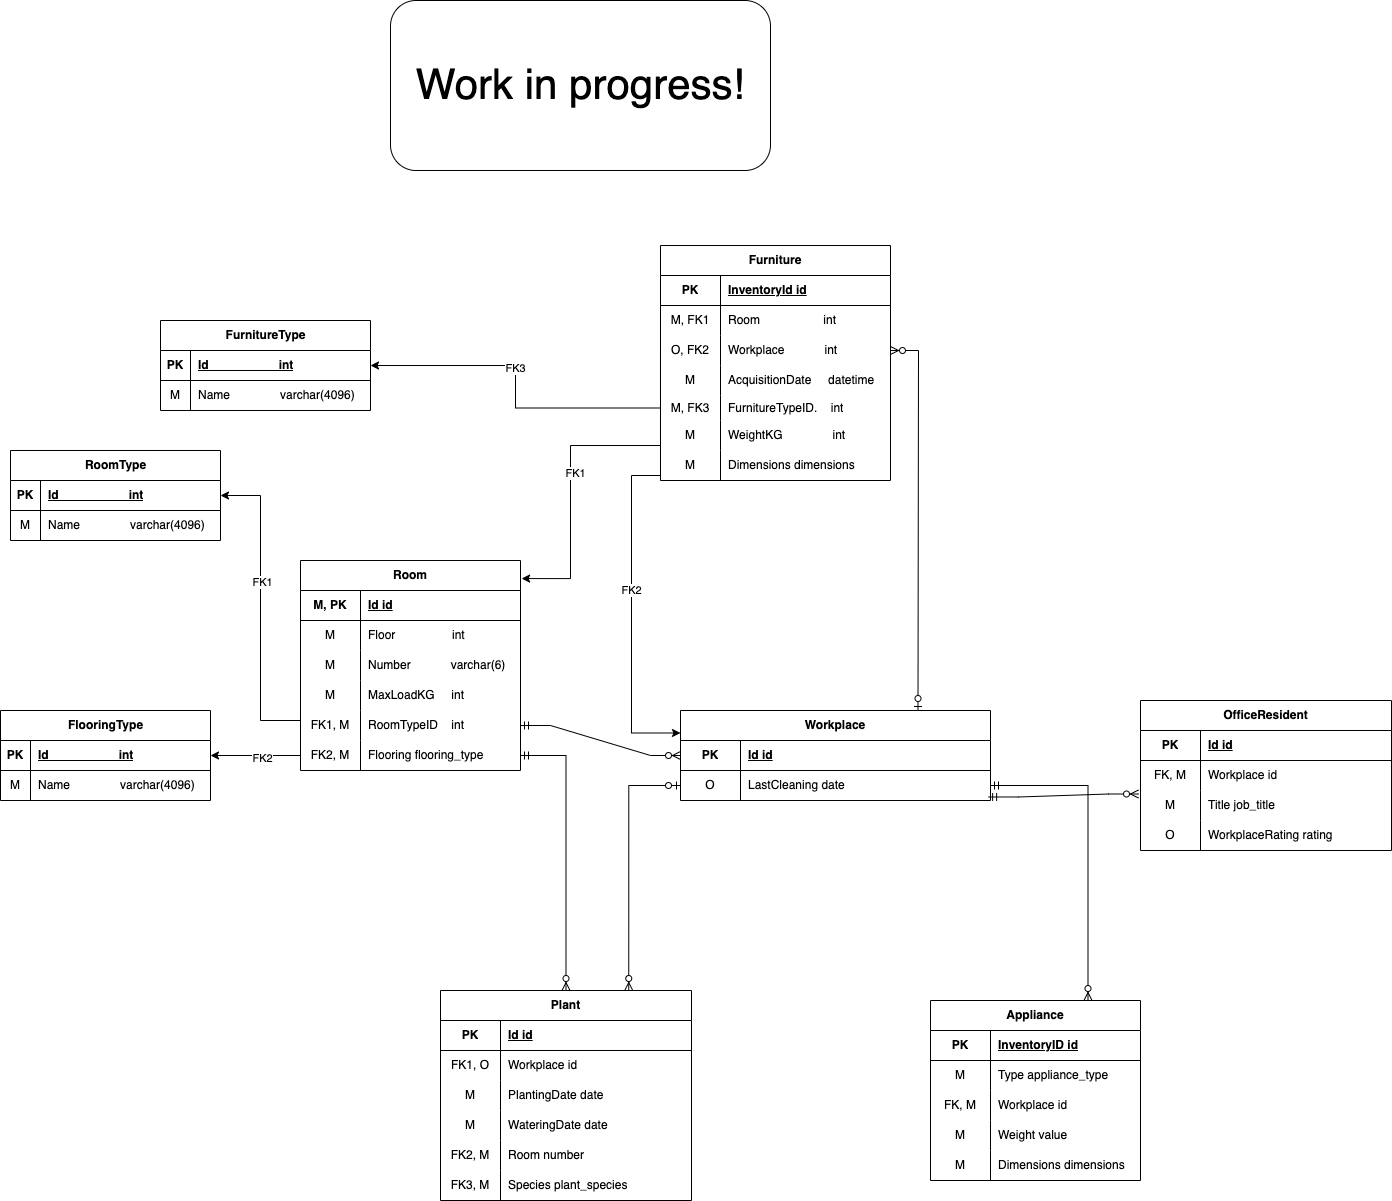 Work in progress!
Furniture
PK InventoryId id
M, FK1 Room int
O, FK2 Workplace int
M AcquisitionDate datetime
M, FK3 FurnitureTypeID. int
M WeightKG int
M Dimensions dimensions
FurnitureType
PK Id int
M Name varchar(4096)
FK3
RoomType
PK Id int
M Name varchar(4096)
FK1
FK1
FK2
Room
M, PK Id id
M Floor int
M Number varchar(6)
M MaxLoadKG int
FK1, M RoomTypeID int
FK2, M Flooring flooring_type
FlooringType
PK Id int
M Name varchar(4096)
FK2
Workplace
PK Id id
O LastCleaning date
OfficeResident
PK Id id
FK, M Workplace id
M Title job_title
O WorkplaceRating rating
Plant
PK Id id
FK1, O Workplace id
M PlantingDate date
M WateringDate date
FK2, M Room number
FK3, M Species plant_species
Appliance
PK InventoryID id
M Type appliance_type
FK, M Workplace id
M Weight value
M Dimensions dimensions